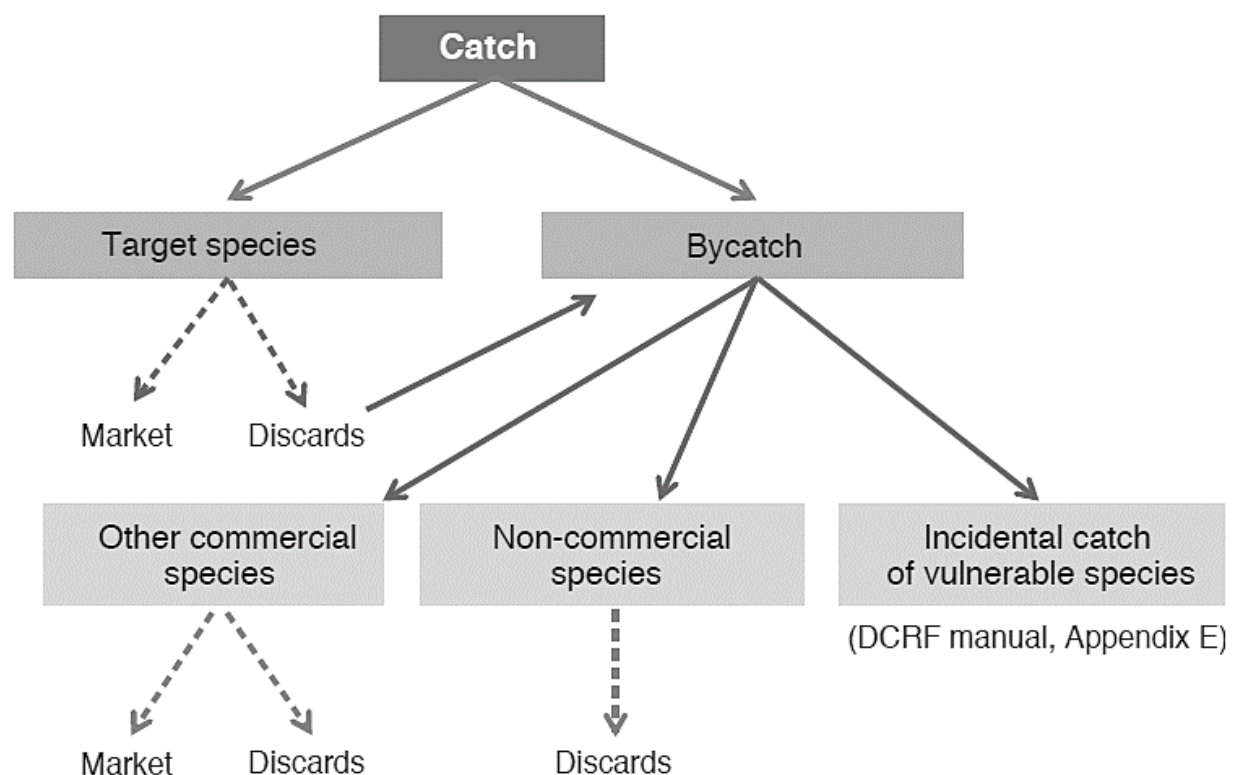 Catch
Target species
Bycatch
Market
Discards
Other commercial
species
Non-commercial
species
Incidental catch
of vulnerable species
(DCRF manual, Appendix E)
Market
Discards
Discards